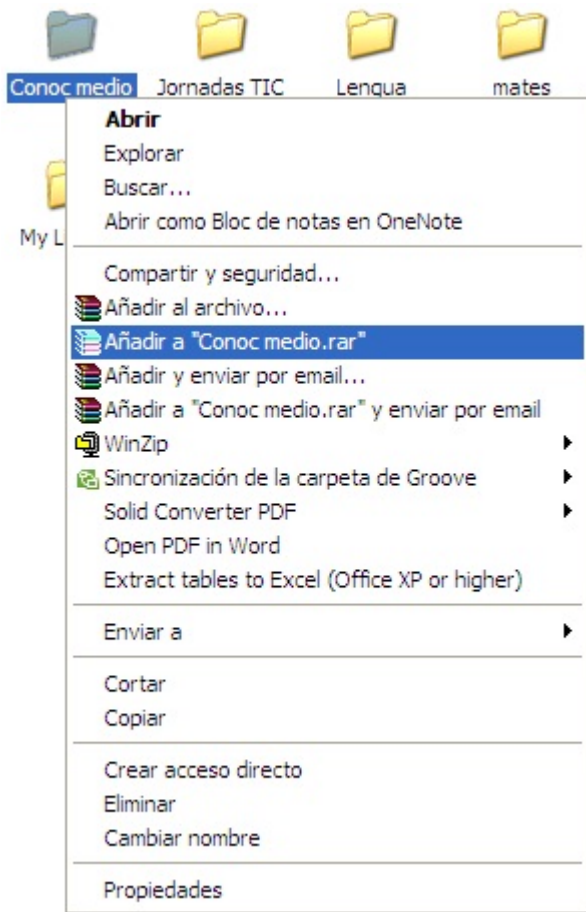 Conoc medio Jornadas TIC Lengua mates
Abrir
Explorar
Buscar...
Abrir como Bloc de notas en OneNote
My L
Compartir y seguridad...
Añadir al archivo...
Añadir a "Conoc medio.rar"
Añadir y enviar por email...
Añadir a "Conoc medio.rar" y enviar por email
WinZip
Sincronización de la carpeta de Groove
Solid Converter PDF
Open PDF in Word
Extract tables to Excel (Office XP or higher)
Enviar a
Cortar
Copiar
Crear acceso directo
Eliminar
Cambiar nombre
Propiedades